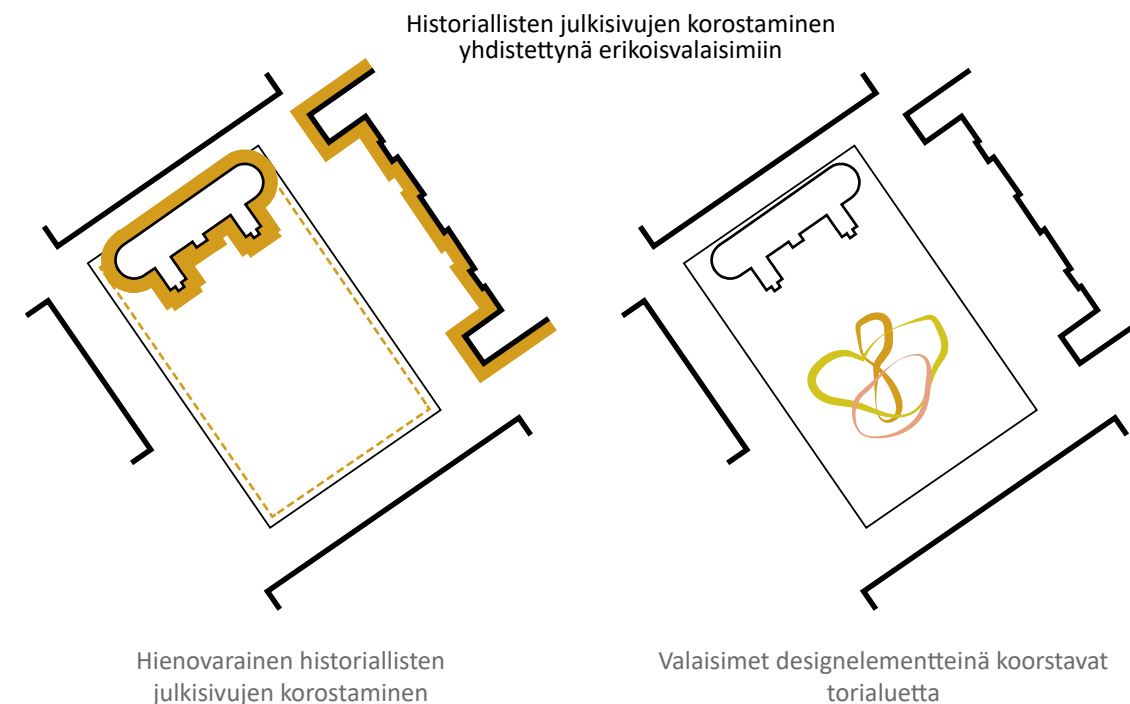 Historiallisten julkisivujen korostaminen
yhdistettynä erikoisvalaisimiin
Hienovarainen historiallisten
julkisivujen korostaminen
Valaisimet designelementteinä koorstavat
torialuetta